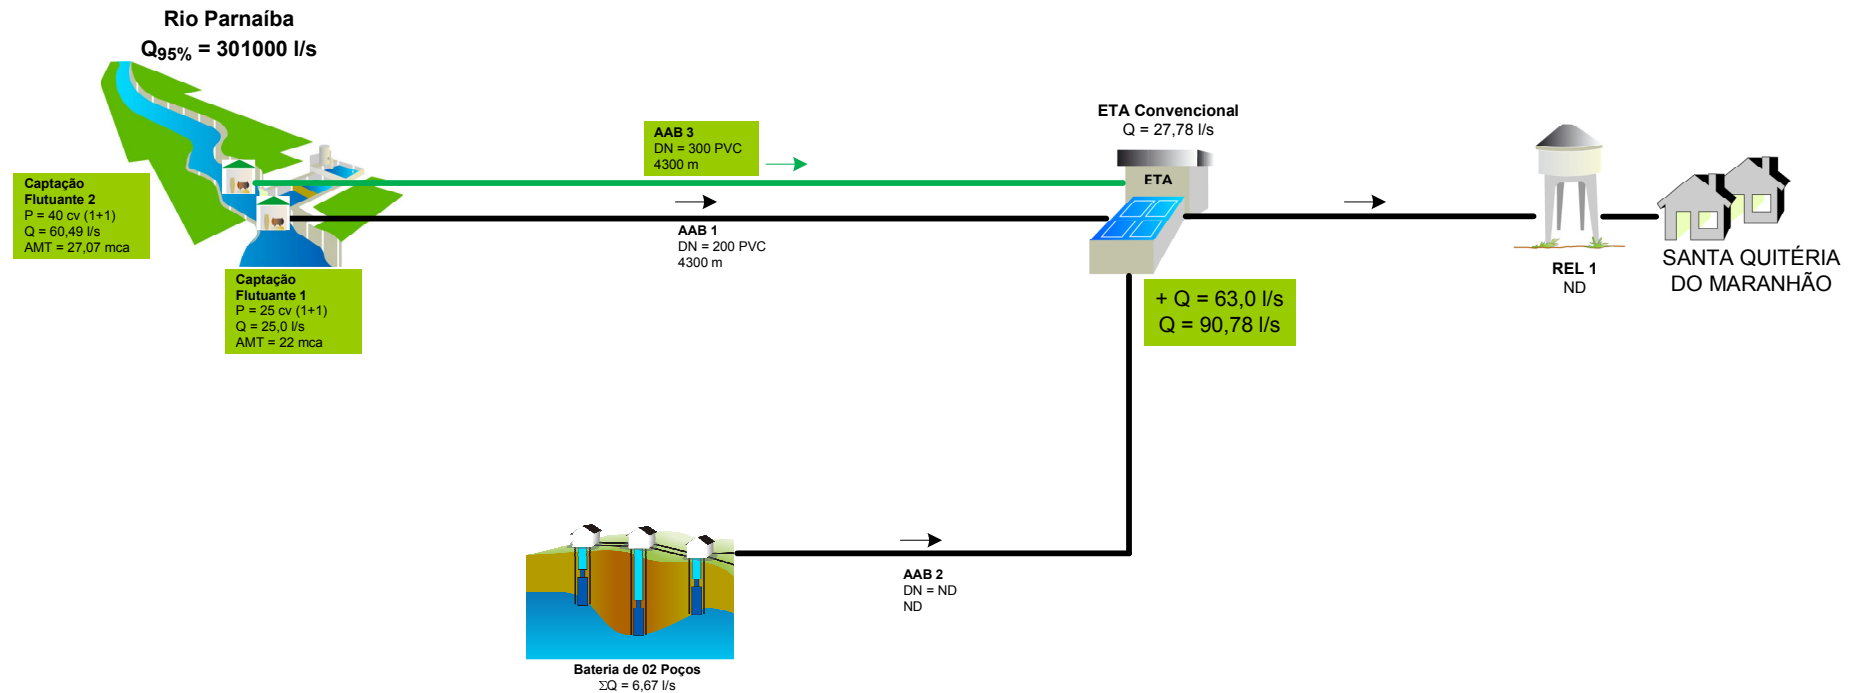 Rio Parnaíba
Q95% = 301000 l/s
Captação
Flutuante 2
P = 40 cv (1+1)
Q = 60,49 l/s
AMT = 27,07 mca
Captação
Flutuante 1
P = 25 cv (1+1)
Q = 25,0 l/s
AMT = 22 mca
AAB 3
DN = 300 PVC
4300 m
AAB 1
DN = 200 PVC
4300 m
ETA Convencional
Q = 27,78 l/s
ETA
+ Q = 63,0 l/s
Q = 90,78 l/s
REL 1
ND
SANTA QUITÉRIA
DO MARANHÃO
AAB 2
DN = ND
ND
Bateria de 02 Poços
ΣQ = 6,67 l/s